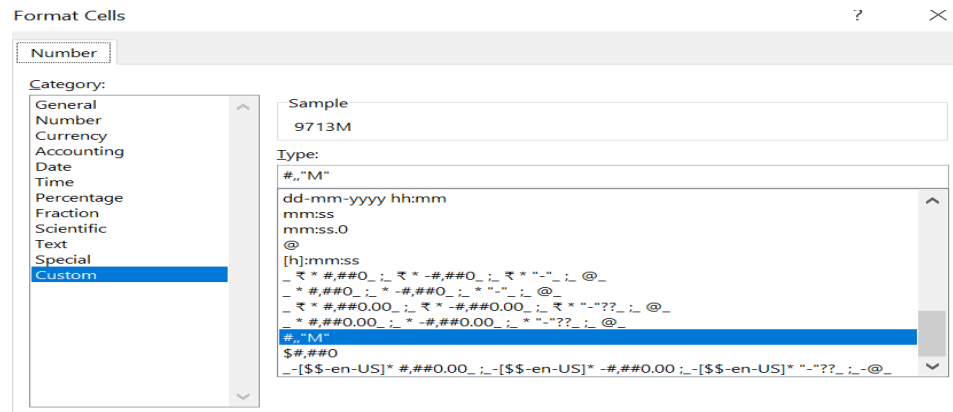 Format Cells ? ×
Number
Category:
General
Number
Currency
Accounting
Date
Time
Percentage
Fraction
Scientific
Text
Special
Custom
Sample
9713M
Type:
#,,"M"
dd-mm-yyyy hh:mm
mm:ss
mm:ss.0
@
[h]:mm:ss
_ ₹ * #,##0_ ;_ ₹ * -#,##0_ ;_ ₹ * "-"_ ;_ @_
_ * #,##0_ ;_ * -#,##0_ ;_ * "-"_ ;_ @_
_ ₹ * #,##0.00_ ;_ ₹ * -#,##0.00_ ;_ ₹ * "-"??_ ;_ @_
_ * #,##0.00_ ;_ * -#,##0.00_ ;_ * "-"??_ ;_ @_
#,,"M"
$#,##0
_-[$$-en-US]* #,##0.00_ ;_-[$$-en-US]* -#,##0.00 ;_-[$$-en-US]* "-"??_ ;_-@_